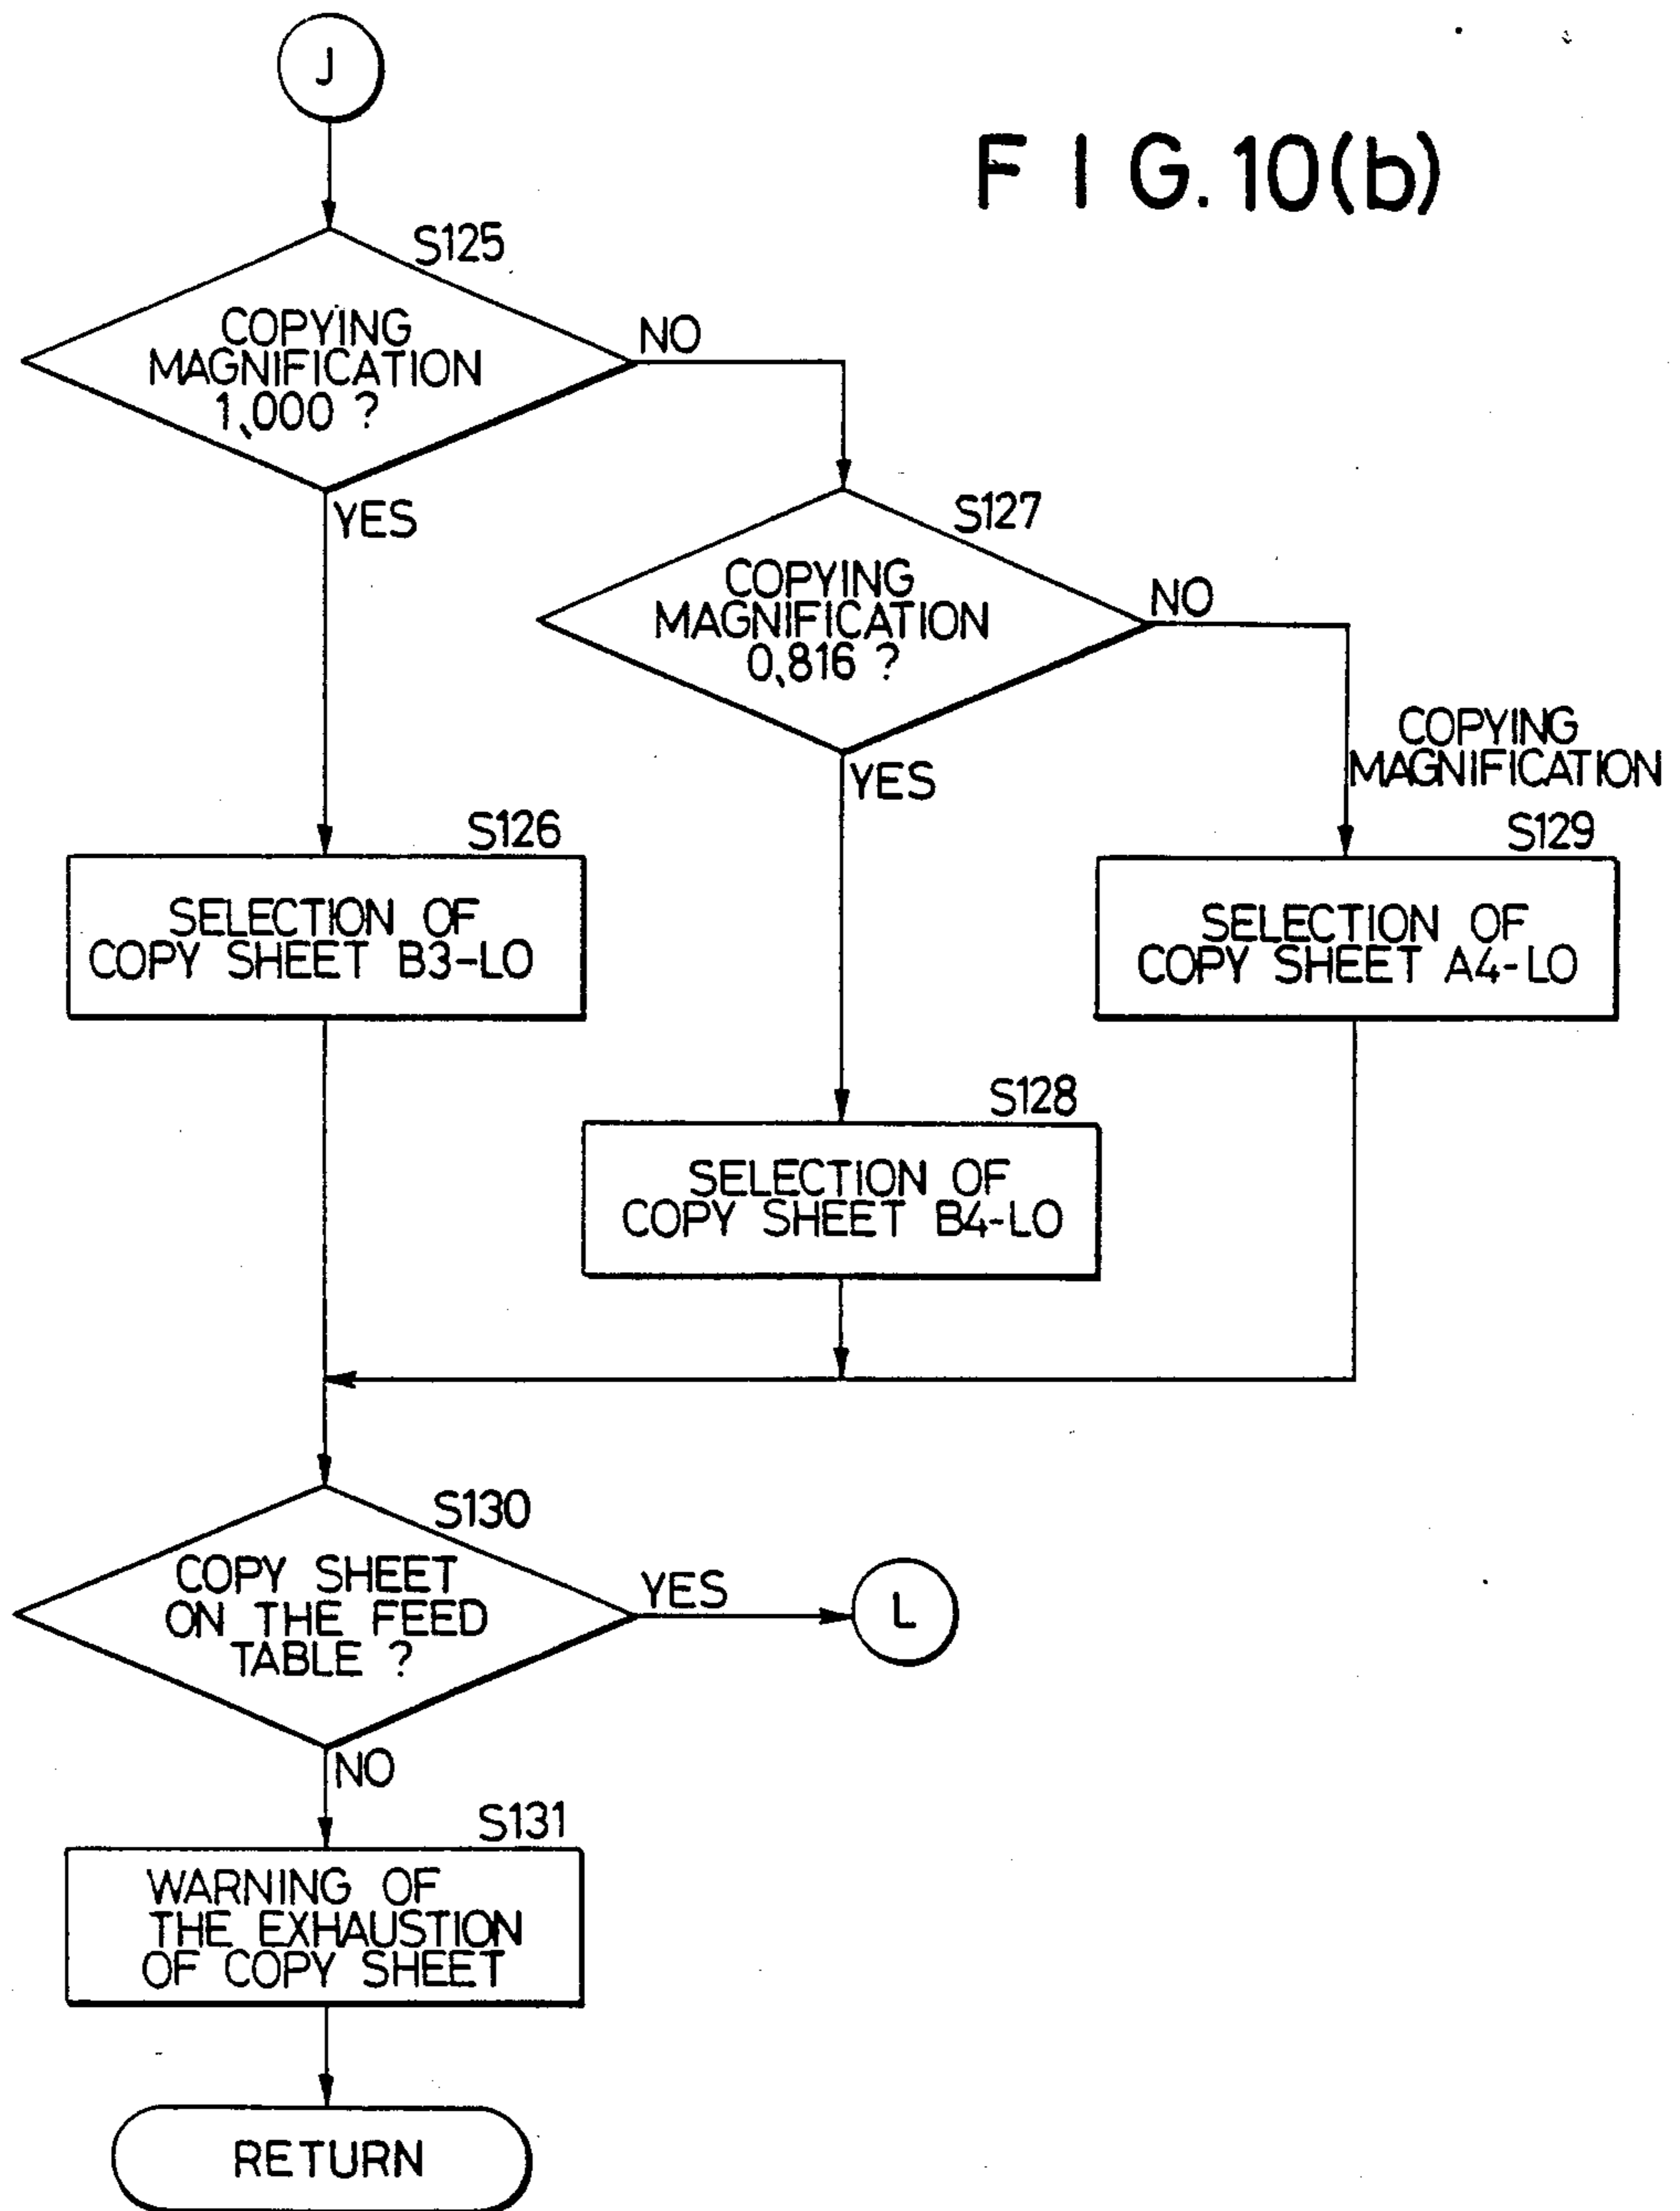 J
F I G. 10(b)
S125
COPYING
MAGNIFICATION
1,000 ?
NO
YES
S127
COPYING
MAGNIFICATION
0,816 ?
NO
YES
COPYING
MAGNIFICATION
S126
SELECTION OF
COPY SHEET B3-LO
S129
SELECTION OF
COPY SHEET A4-LO
S128
SELECTION OF
COPY SHEET B4-LO
S130
COPY SHEET
ON THE FEED
TABLE ?
YES
L
NO
S131
WARNING OF
THE EXHAUSTION
OF COPY SHEET
RETURN